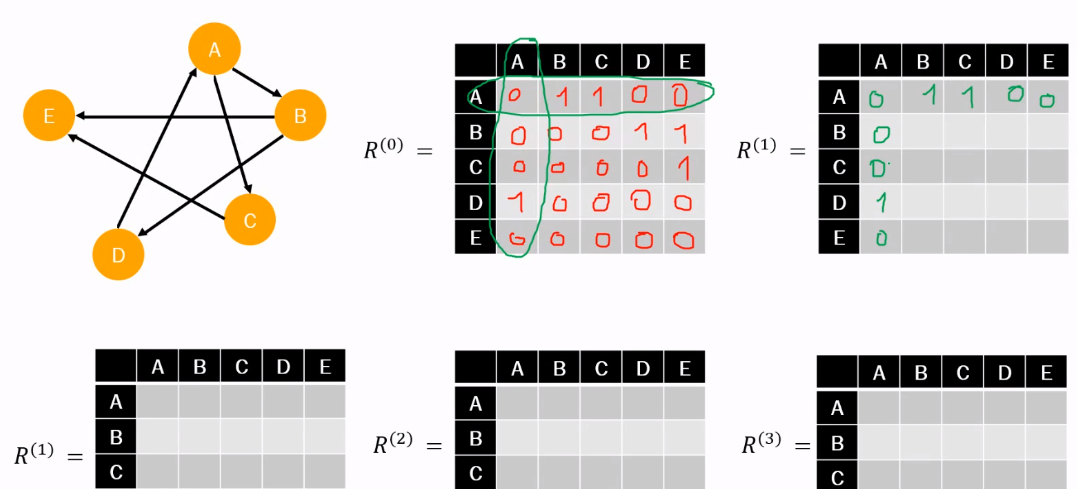 A
E
B
C
D
R(0) =
A B C D E
A 0 1 1 0 0
B 0 0 0 1 1
C 0 0 0 0 1
D 1 0 0 0 0
E 0 0 0 0 0
R(1) =
A B C D E
A 0 1 1 0 0
B 0
C 0
D 1
E 0
R(1) =
A B C D E
A
B
C
R(2) =
A B C D E
A
B
C
R(3) =
A B C D E
A
B
C